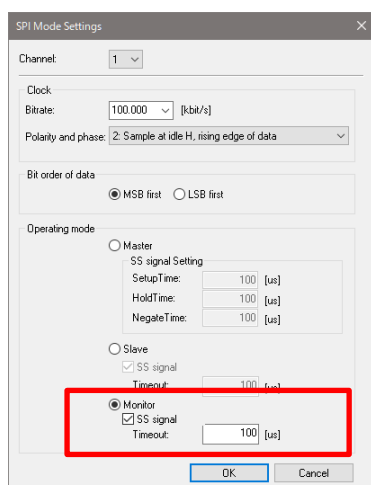 SPI Mode Settings
Channel: 1
Clock
Bitrate: 100.000 [kbit/s]
Polarity and phase: 2: Sample at idle H, rising edge of data
Bit order of data
MSB first LSB first
Operating mode
Master
SS signal Setting
SetupTime: 100 [us]
HoldTime: 100 [us]
NegateTime: 100 [us]
Slave
SS signal
Timeout: 100 [us]
Monitor
SS signal
Timeout: 100 [us]
OK Cancel